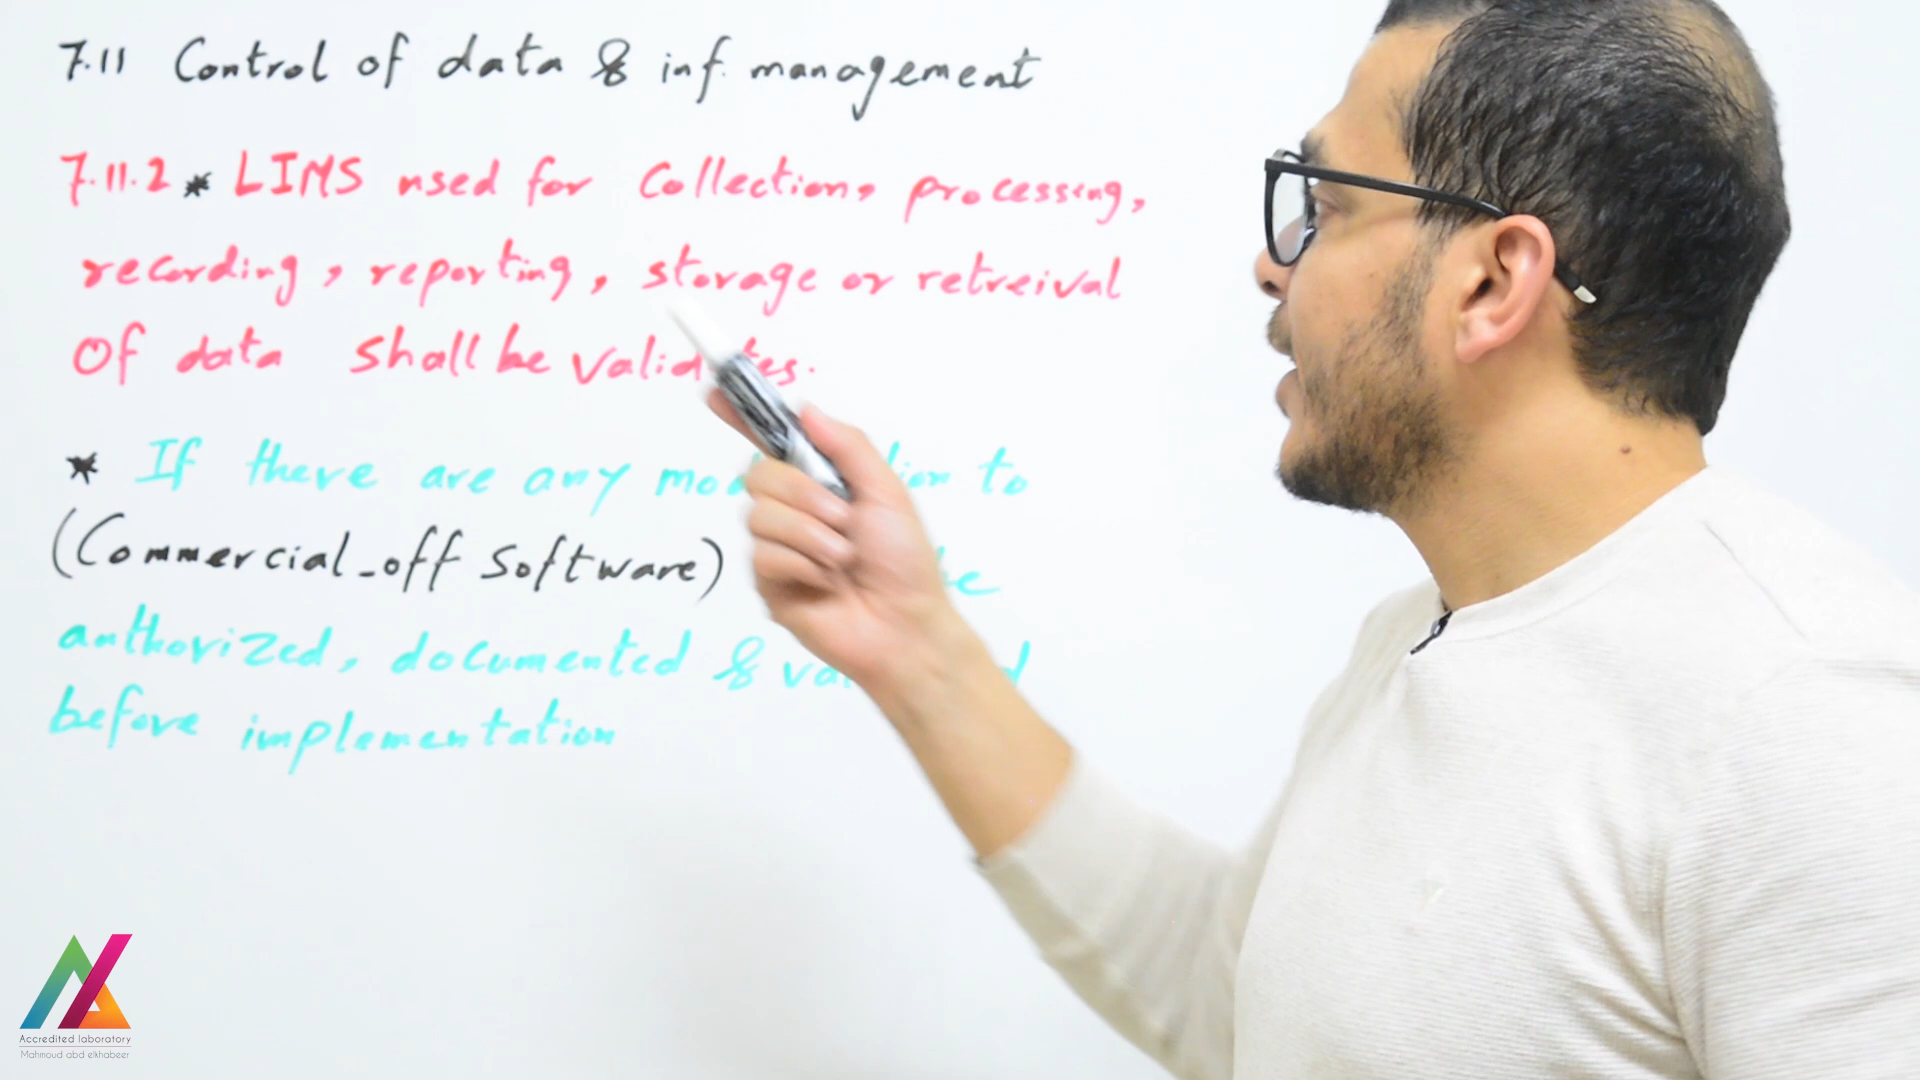 7.11 Control of data & inf. management
7.11.2 * LIMS used for Collection, processing,
recording, reporting, storage or retreival
Of data shall be validates.
* If there are any to
(Commercial_off Software)
authorized, documented &
before implementation
Accredited laboratory
Mahmoud abd elkhabeer